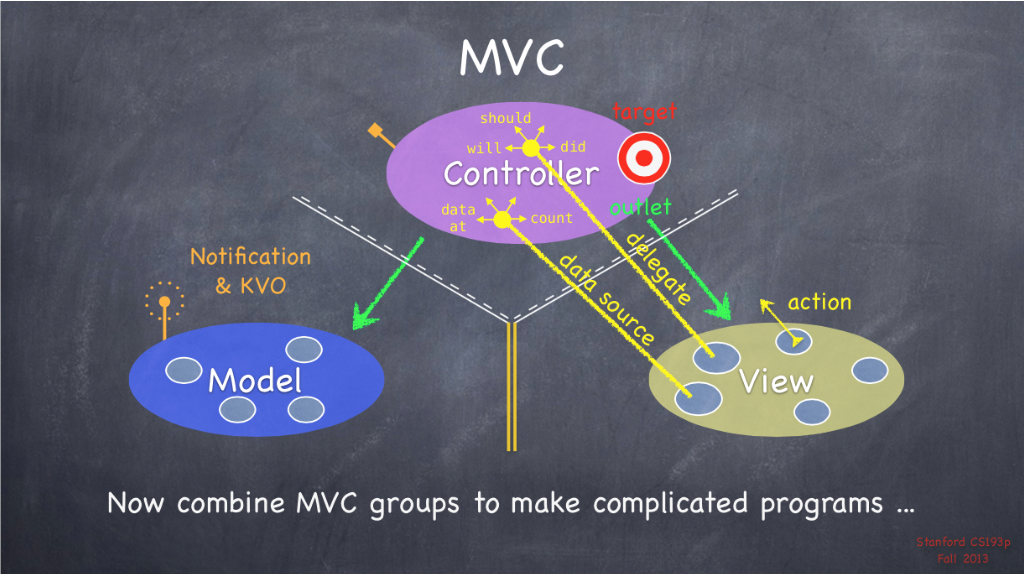 MVC
target
should
will
did
Controller
data
at
count
outlet
Notification
& KVO
delegate
data source
action
Model
View
Now combine MVC groups to make complicated programs ...
Stanford CS193p
Fall 2013